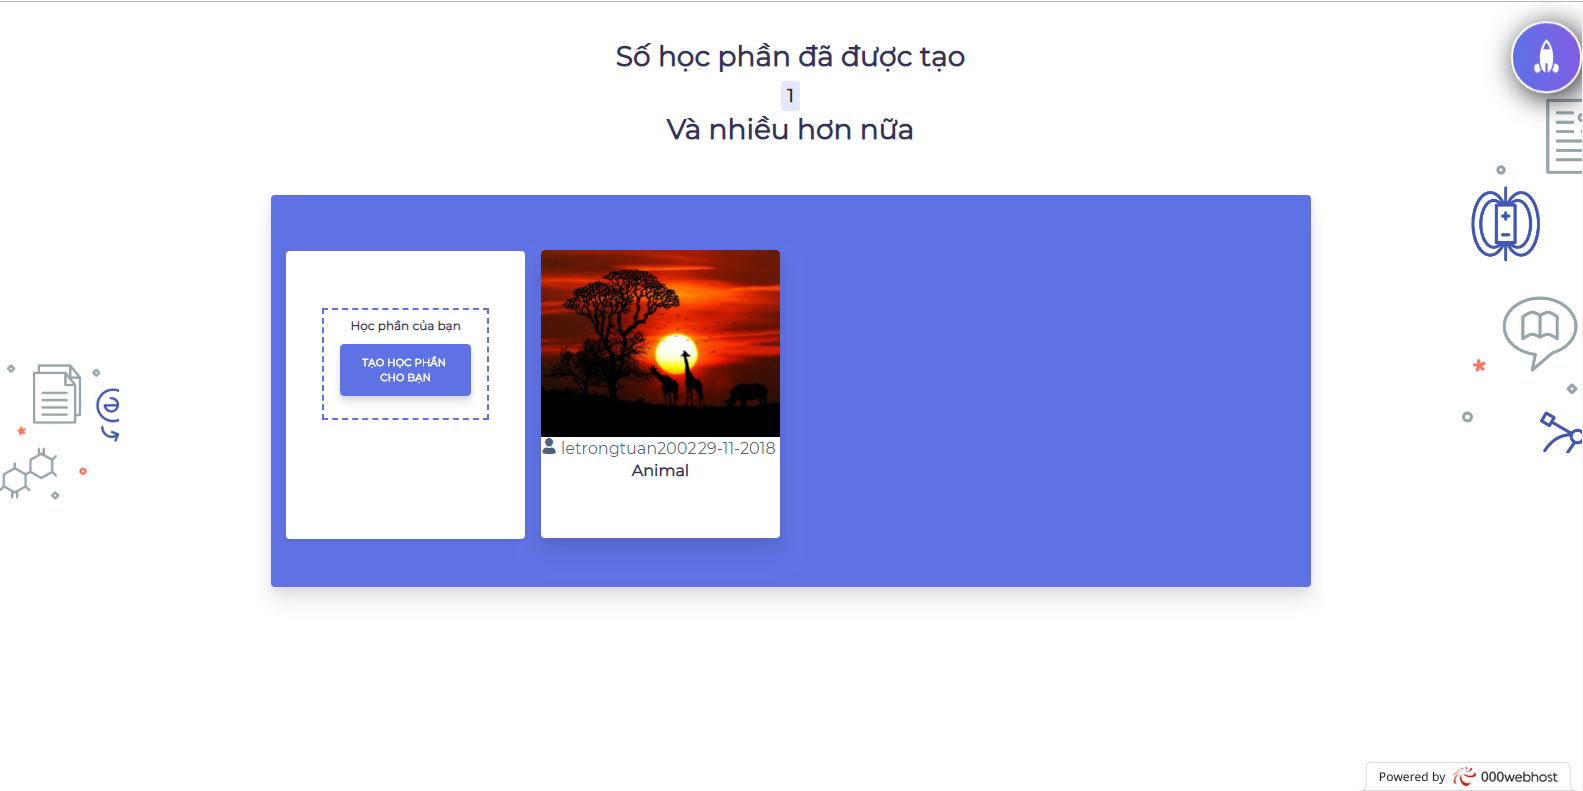 Số học phần đã được tạo
1
Và nhiều hơn nữa
Học phần của bạn
TẠO HỌC PHẦN
CHO BẠN
letrongtuan200229-11-2018
Animal
Powered by 000webhost